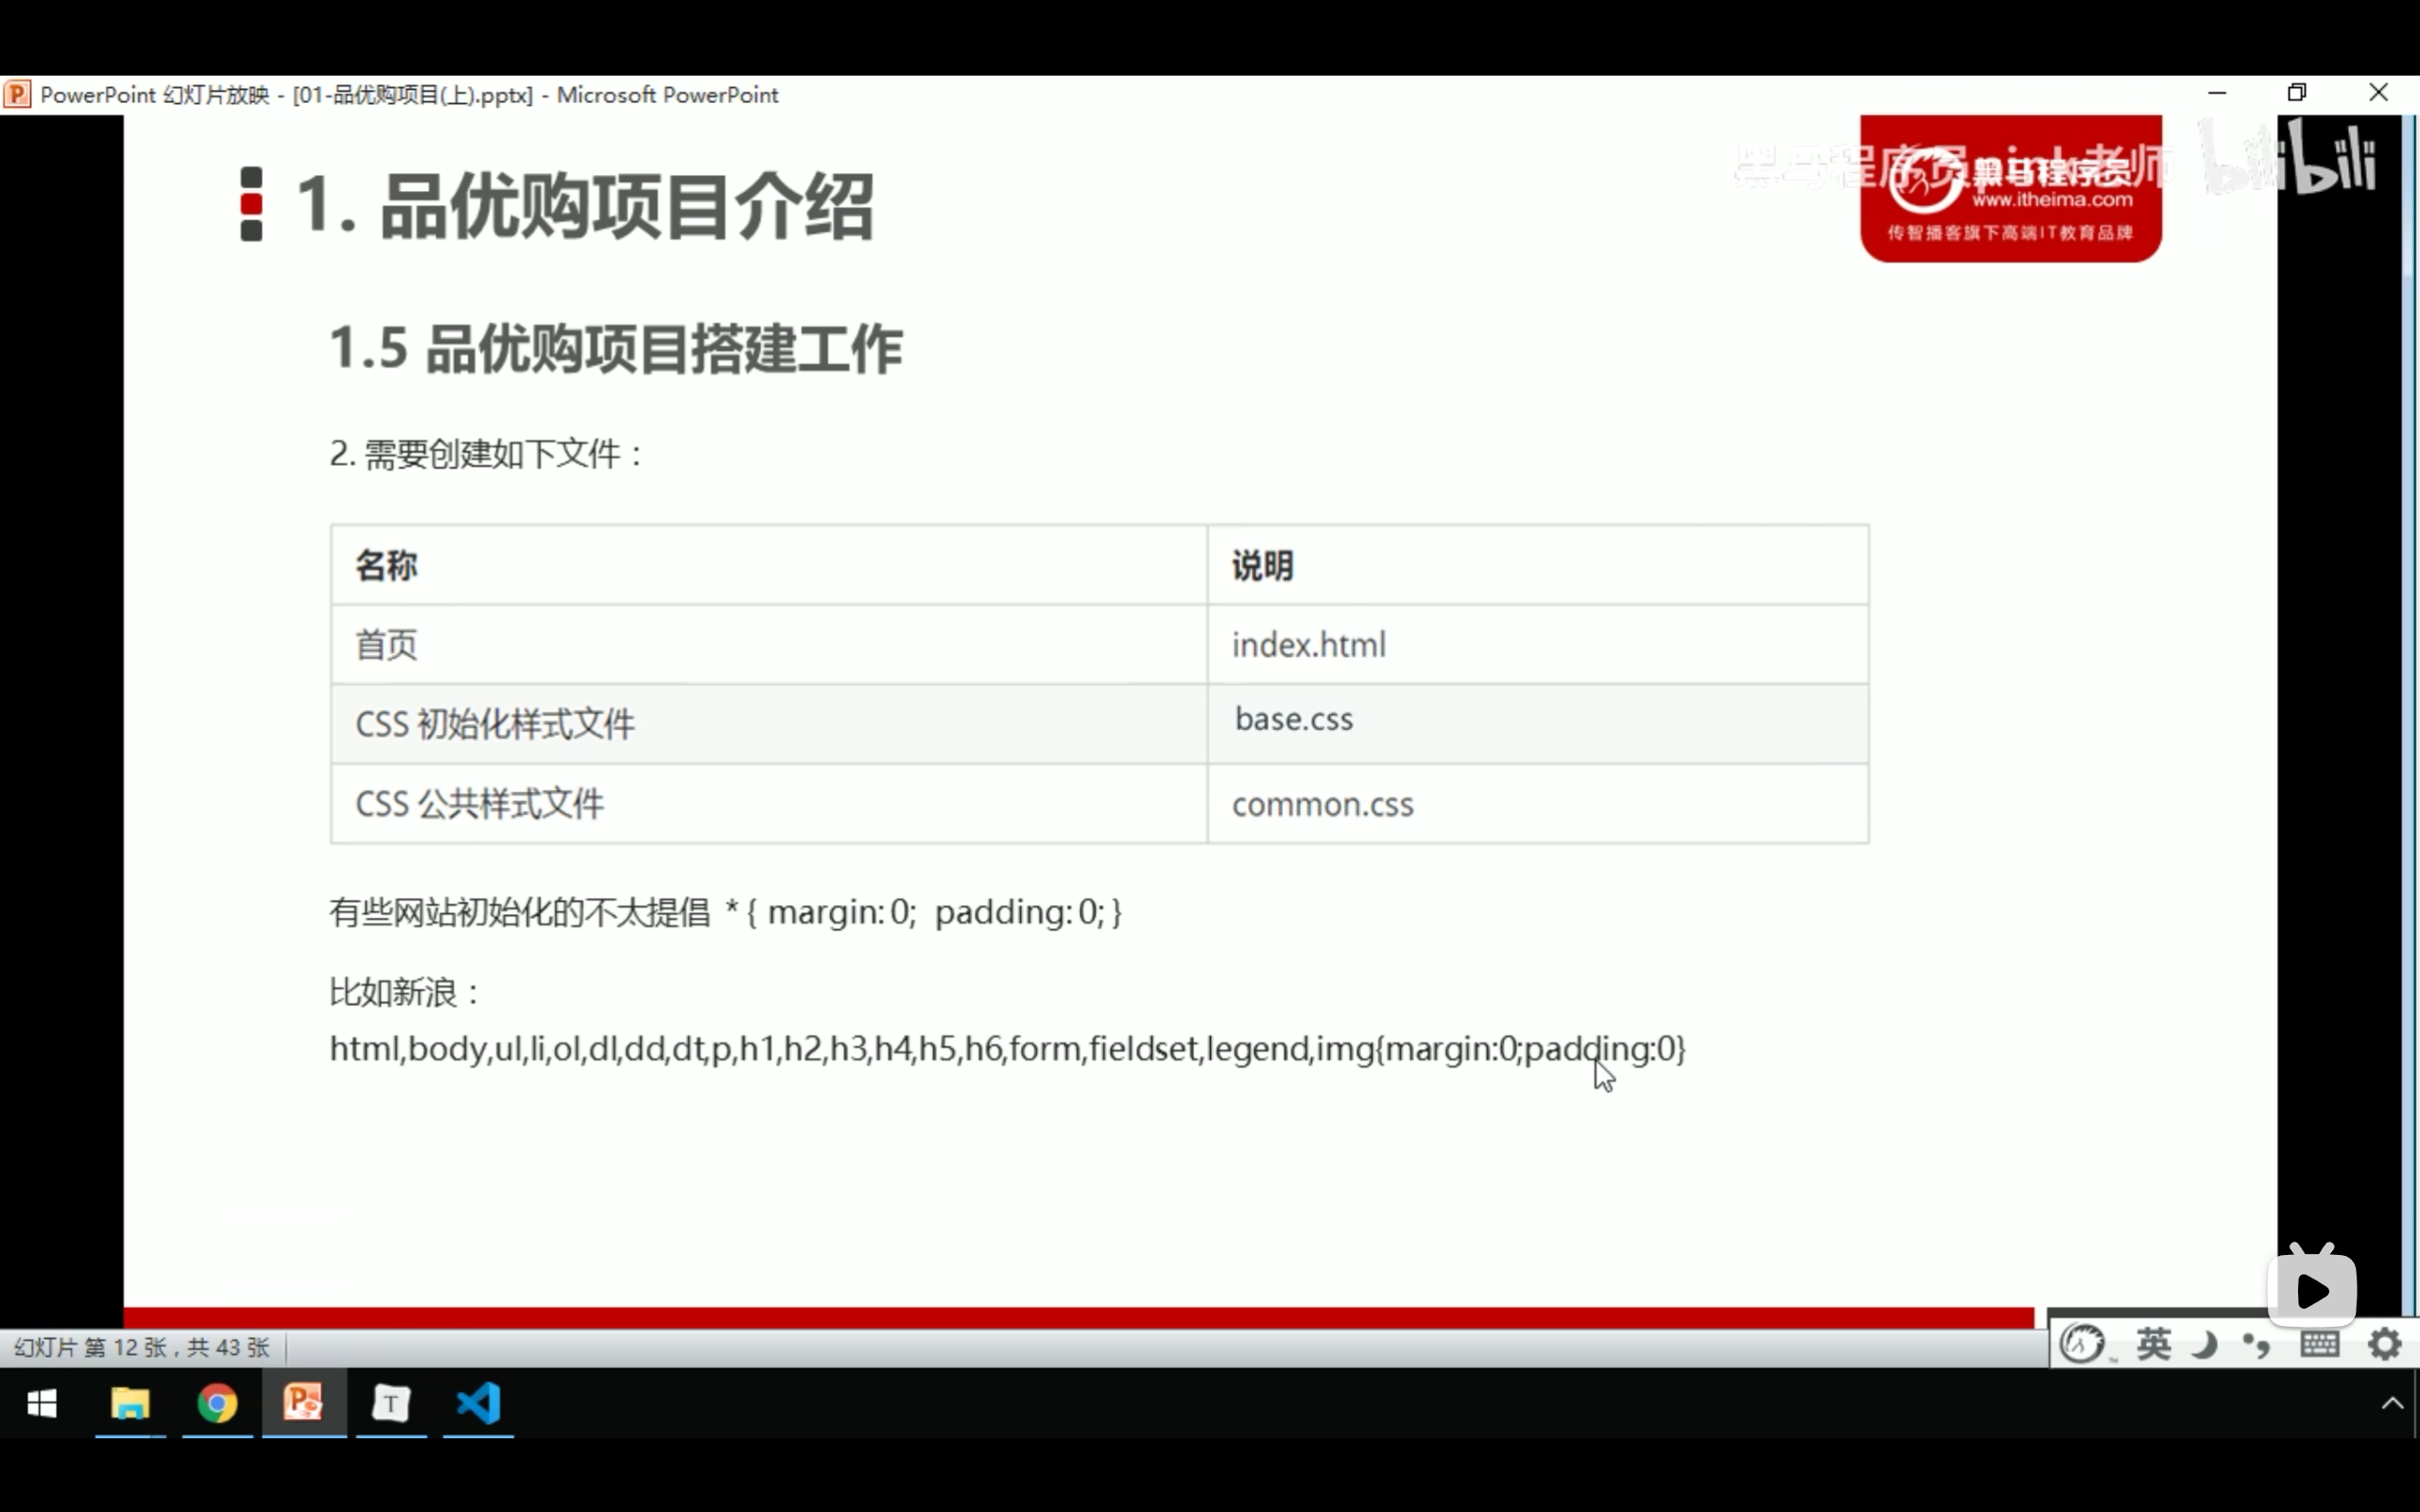 PowerPoint 幻灯片放映 - [01-品优购项目(上).pptx] - Microsoft PowerPoint
黑马程序员pink老师
bilibili
黑马程序员
www.itheima.com
传智播客旗下高端IT教育品牌
1. 品优购项目介绍
1.5 品优购项目搭建工作
2. 需要创建如下文件：
名称 说明
首页 index.html
CSS 初始化样式文件 base.css
CSS 公共样式文件 common.css
有些网站初始化的不太提倡 * { margin: 0; padding: 0; }
比如新浪：
html,body,ul,li,ol,dl,dd,dt,p,h1,h2,h3,h4,h5,h6,form,fieldset,legend,img{margin:0;padding:0}
幻灯片 第 12 张，共 43 张
英